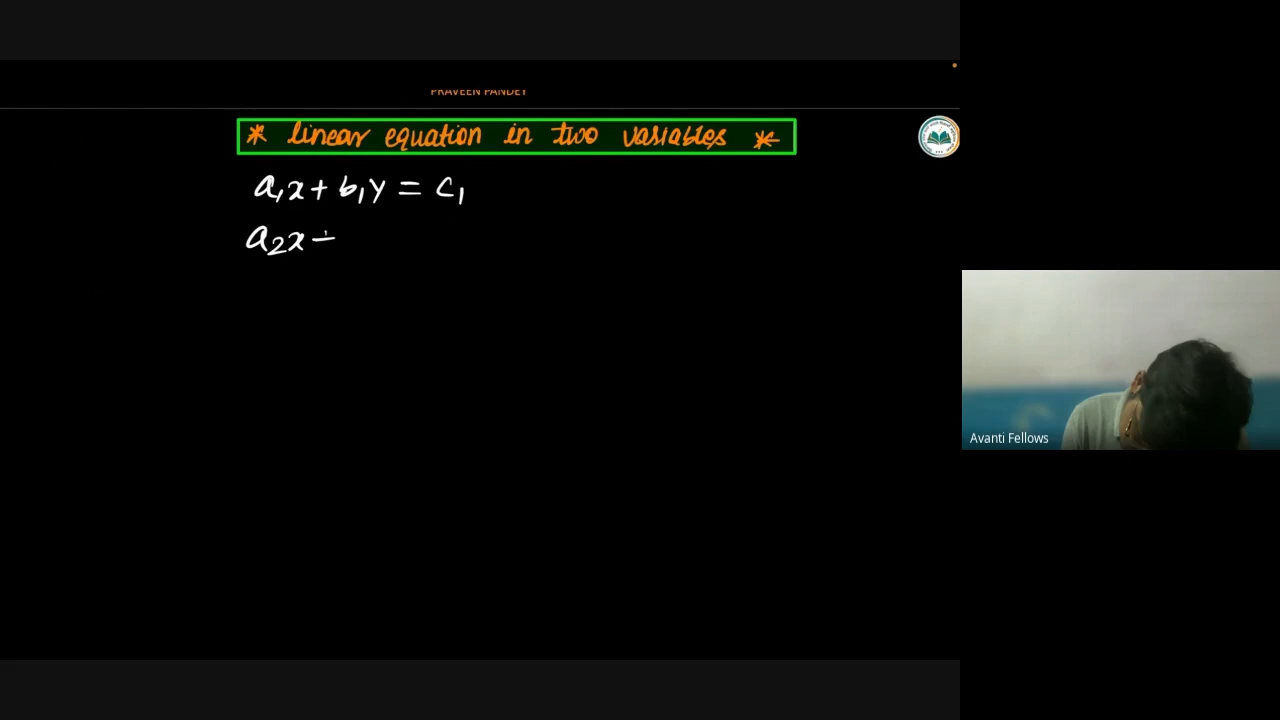 PRAVEEN PANDEY
* linear equation in two variables *
a₁x + b₁y = c₁
a₂x +
Avanti Fellows